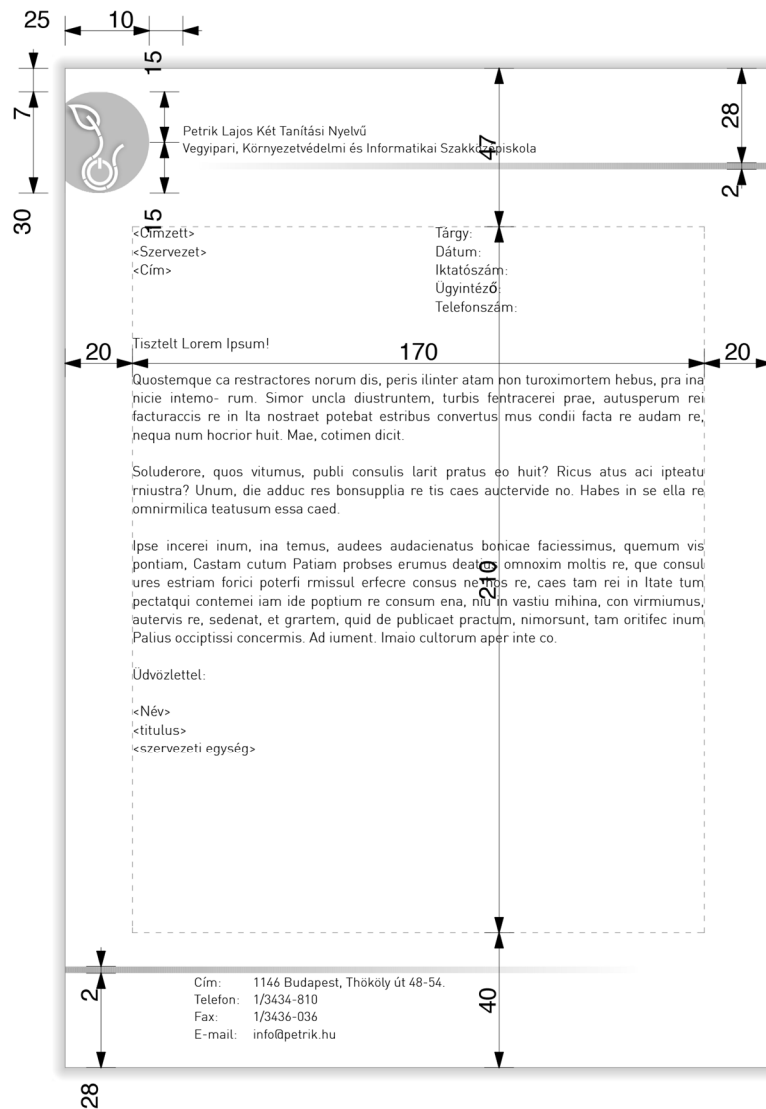 25
10
15
7
30
15
47
28
2
Petrik Lajos Két Tanítási Nyelvű
Vegyipari, Környezetvédelmi és Informatikai Szakközépiskola
<Címzett>
<Szervezet>
<Cím>
Tárgy:
Dátum:
Iktatószám:
Ügyintéző:
Telefonszám:
Tisztelt Lorem Ipsum!
20
170
20
Quostemque ca restractores norum dis, peris ilinter atam non turoximortem hebus, pra ina
nicie intemo- rum. Simor uncla diustruntem, turbis fentracerei prae, autusperum rei
facturaccis re in Ita nostraet potebat estribus convertus mus condii facta re audam re,
nequa num hocrior huit. Mae, cotimen dicit.
Soluderore, quos vitumus, publi consulis larit pratus eo huit? Ricus atus aci ipteatu
rniustra? Unum, die adduc res bonsupplia re tis caes auctervide no. Habes in se ella re
omnirmilica teatusum essa caed.
Ipse incerei inum, ina temus, audees audacienatus bonicae faciessimus, quemum vis
pontiam, Castam cutum Patiam probses erumus deatius omnoxim moltis re, que consul
ures estriam forici poterfi rmissul erfecre consus ne nos re, caes tam rei in Itate tum
pectatqui contemei iam ide poptium re consum ena, niu in vastiu mihina, con virmiumus,
autervis re, sedenat, et grartem, quid de publicaet practum, nimorsunt, tam oritifec inum
Palius occiptissi concermis. Ad iument. Imaio cultorum aper inte co.
210
Üdvözlettel:
<Név>
<titulus>
<szervezeti egység>
2
28
40
Cím: 1146 Budapest, Thököly út 48-54.
Telefon: 1/3434-810
Fax: 1/3436-036
E-mail: info@petrik.hu